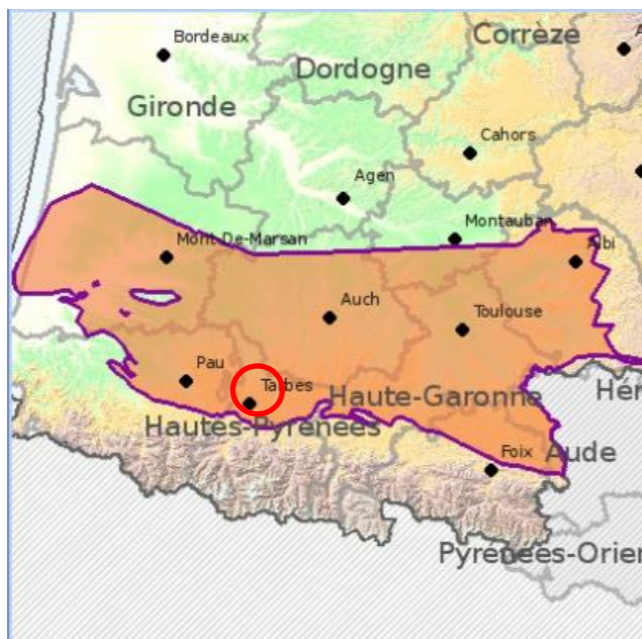 Bordeaux
Corrèze
A
Dordogne
Gironde
Cahors
Agen
Montauban
Mont-De-Marsan
Albi
Auch
Toulouse
Pau
Tarbes
Haute-Garonne
Hér
Hautes-Pyrénées
Foix
Aude
Pyrénées-Orien